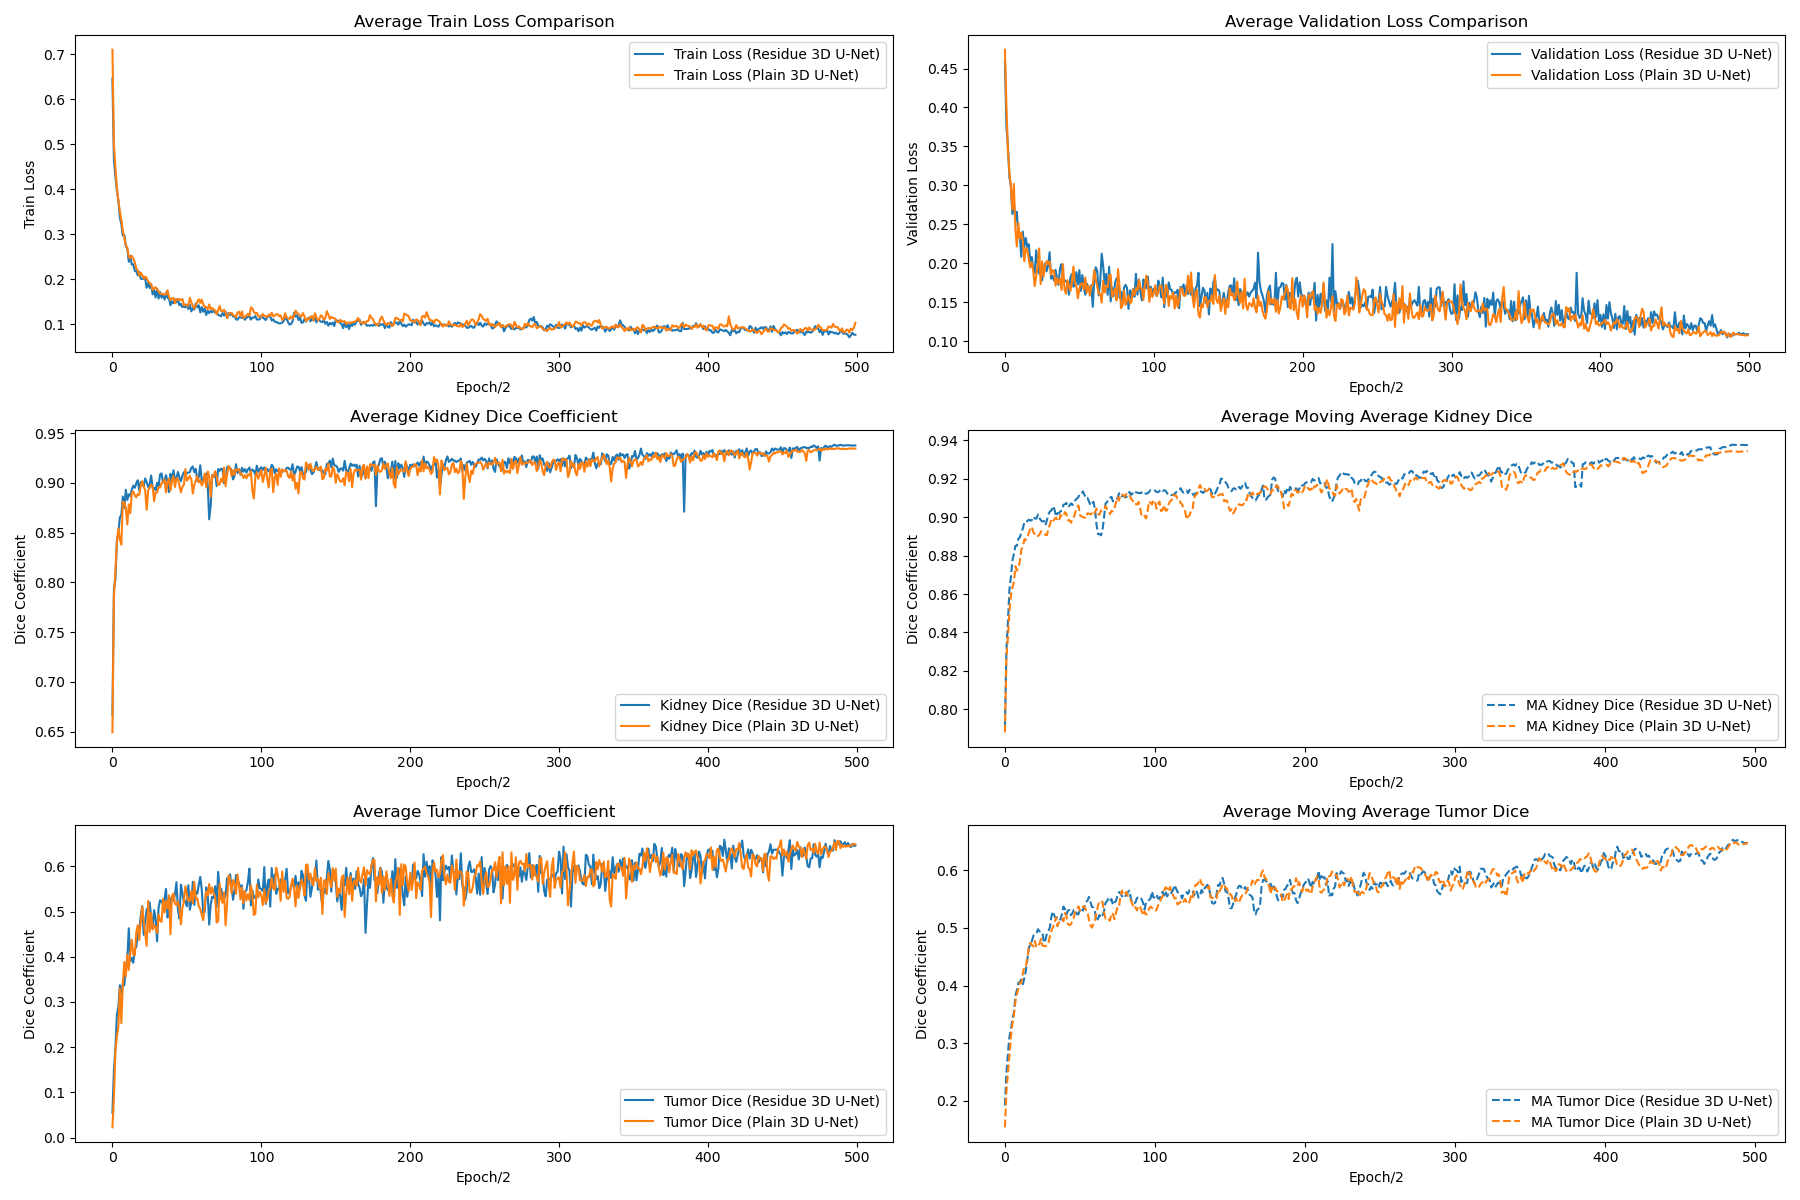 Average Train Loss Comparison
Train Loss
0.7
0.6
0.5
0.4
0.3
0.2
0.1
Train Loss (Residue 3D U-Net)
Train Loss (Plain 3D U-Net)
0 100 200 300 400 500
Epoch/2
Average Validation Loss Comparison
Validation Loss
0.45
0.40
0.35
0.30
0.25
0.20
0.15
0.10
Validation Loss (Residue 3D U-Net)
Validation Loss (Plain 3D U-Net)
0 100 200 300 400 500
Epoch/2
Average Kidney Dice Coefficient
Dice Coefficient
0.95
0.90
0.85
0.80
0.75
0.70
0.65
Kidney Dice (Residue 3D U-Net)
Kidney Dice (Plain 3D U-Net)
0 100 200 300 400 500
Epoch/2
Average Moving Average Kidney Dice
Dice Coefficient
0.94
0.92
0.90
0.88
0.86
0.84
0.82
0.80
MA Kidney Dice (Residue 3D U-Net)
MA Kidney Dice (Plain 3D U-Net)
0 100 200 300 400 500
Epoch/2
Average Tumor Dice Coefficient
Dice Coefficient
0.6
0.5
0.4
0.3
0.2
0.1
0.0
Tumor Dice (Residue 3D U-Net)
Tumor Dice (Plain 3D U-Net)
0 100 200 300 400 500
Epoch/2
Average Moving Average Tumor Dice
Dice Coefficient
0.6
0.5
0.4
0.3
0.2
MA Tumor Dice (Residue 3D U-Net)
MA Tumor Dice (Plain 3D U-Net)
0 100 200 300 400 500
Epoch/2